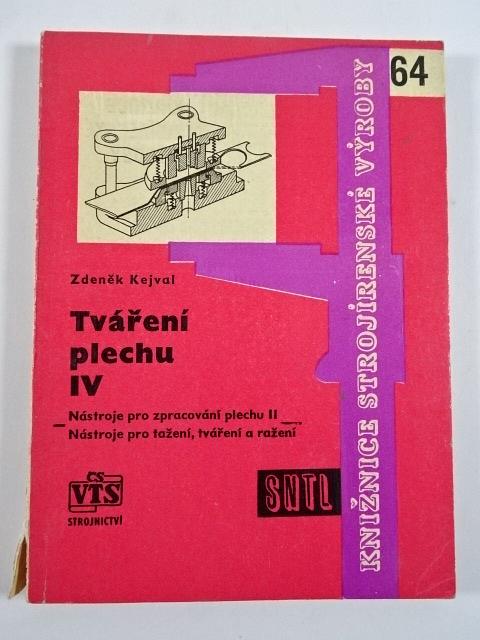 64
KNIŽNICE STROJÍRENSKÉ VÝROBY
Zdeněk Kejval
Tváření
plechu
IV
Nástroje pro zpracování plechu II
Nástroje pro tažení, tváření a ražení
ČS
VTS
STROJNICTVÍ
SNTL